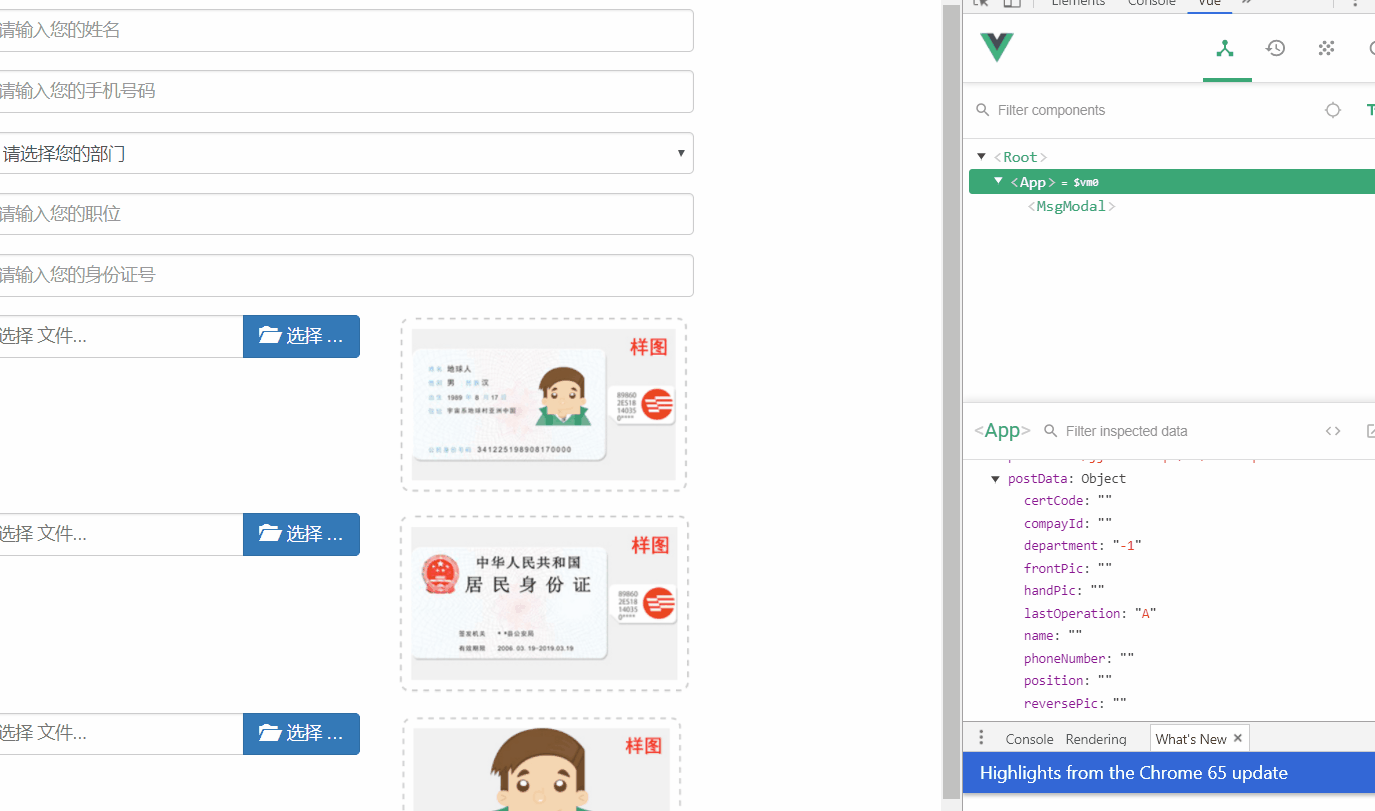 请输入您的姓名
请输入您的手机号码
请选择您的部门
请输入您的职位
请输入您的身份证号
选择 文件...
选择 ...
样图
姓名 地球人
性别 男 民族 汉
出生 1989 年 8 月 17 日
住址 宇宙系地球村亚洲中国
公民身份号码 341225198908170000
89860
2E518
14035
0****
选择 文件...
选择 ...
样图
中华人民共和国
居民身份证
签发机关 **县公安局
有效期限 2006.03.19-2019.03.19
89860
2E518
14035
0****
选择 文件...
选择 ...
样图
Elements Console Vue
Filter components
<Root>
<App> = $vm0
<MsgModal>
<App> Filter inspected data
postData: Object
certCode: ""
compayId: ""
department: "-1"
frontPic: ""
handPic: ""
lastOperation: "A"
name: ""
phoneNumber: ""
position: ""
reversePic: ""
Console Rendering What's New ×
Highlights from the Chrome 65 update